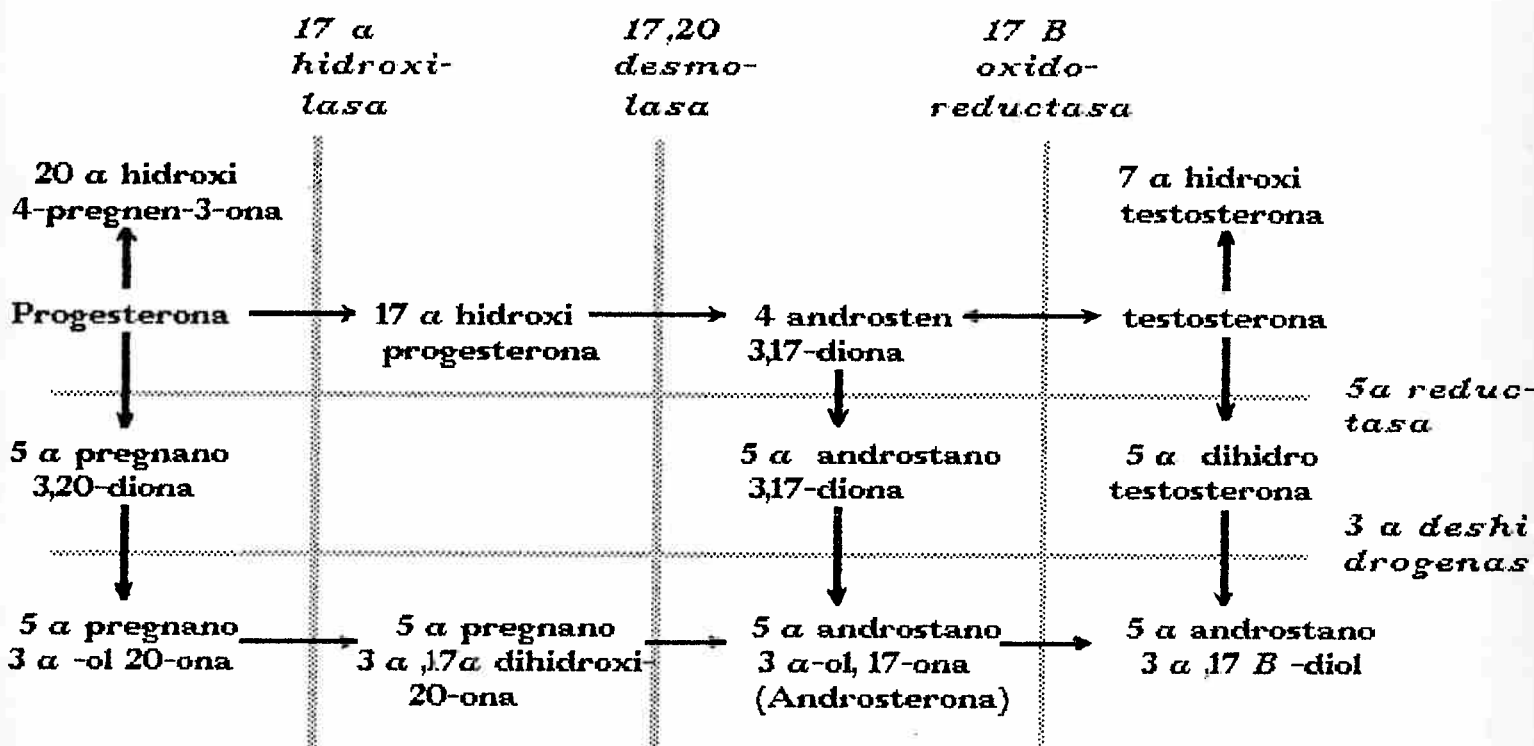 17 α
hidroxi-
lasa
17,20
desmo-
lasa
17 B
oxido-
reductasa
20 α hidroxi
4-pregnen-3-ona
7 α hidroxi
testosterona
Progesterona
17 α hidroxi
progesterona
4 androsten
3,17-diona
testosterona
5α reduc-
tasa
5 α pregnano
3,20-diona
5 α androstano
3,17-diona
5 α dihidro
testosterona
3 α deshi
drogenas
5 α pregnano
3 α -ol 20-ona
5 α pregnano
3 α ,17α dihidroxi-
20-ona
5 α androstano
3 α-ol, 17-ona
(Androsterona)
5 α androstano
3 α ,17 B -diol